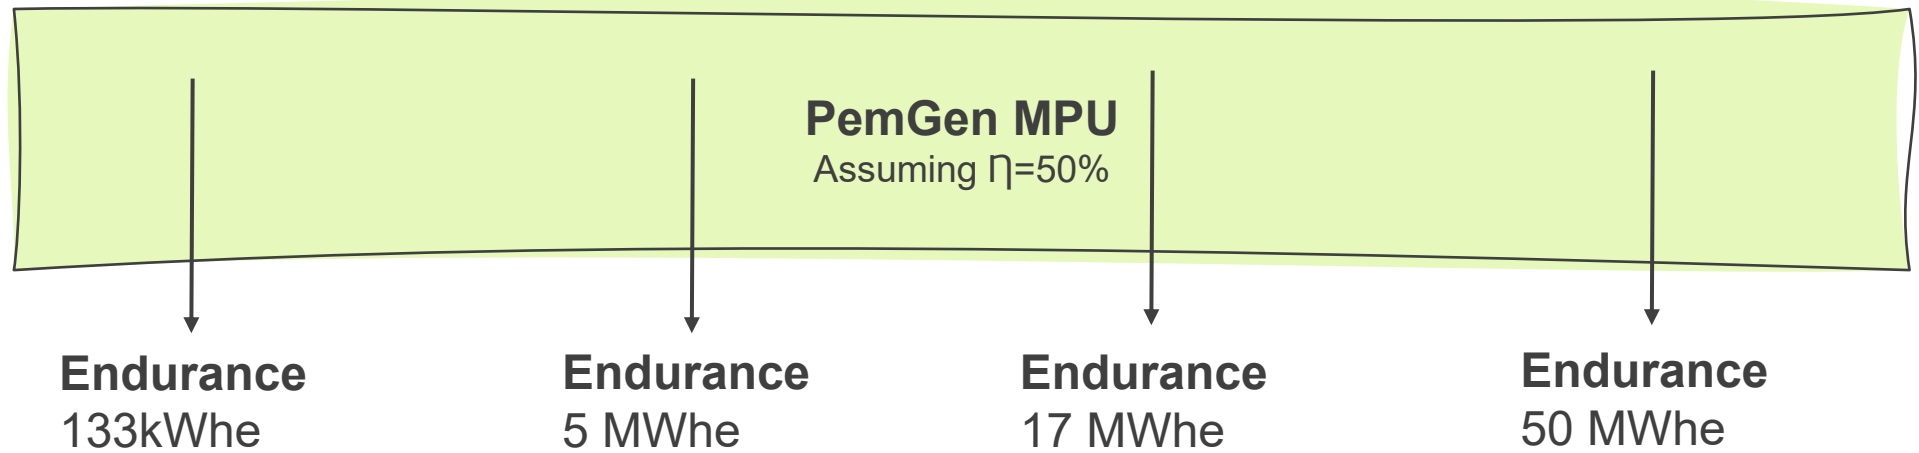 PemGen MPU
Assuming Ƞ=50%
Endurance
133kWhe
Endurance
5 MWhe
Endurance
17 MWhe
Endurance
50 MWhe